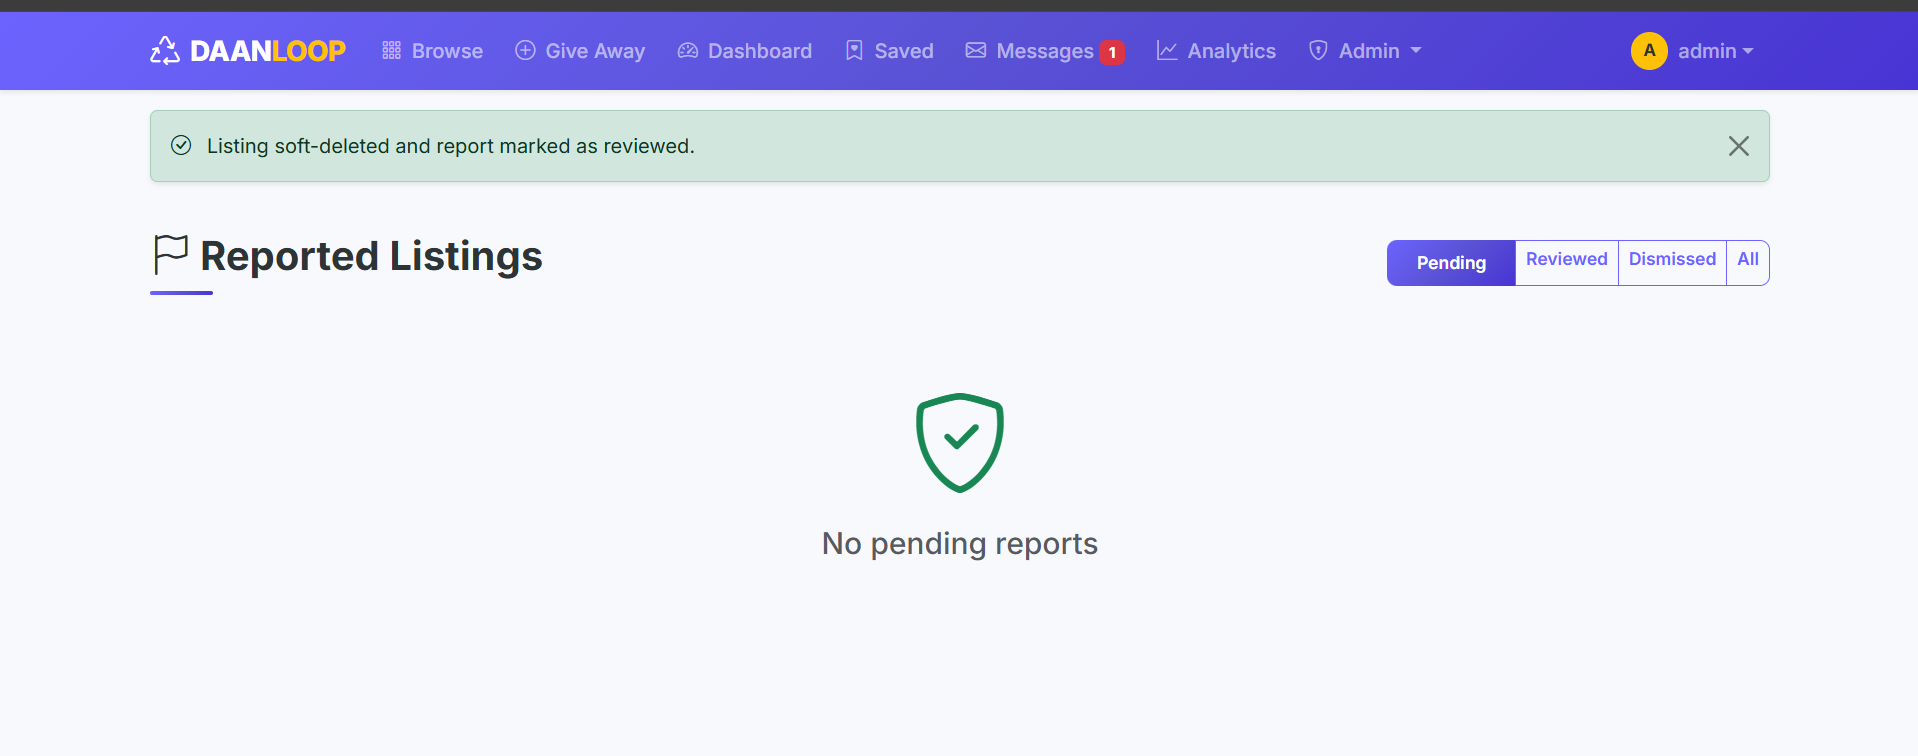 DAANLOOP Browse Give Away Dashboard Saved Messages 1 Analytics Admin A admin
Listing soft-deleted and report marked as reviewed.
Reported Listings
Pending Reviewed Dismissed All
No pending reports